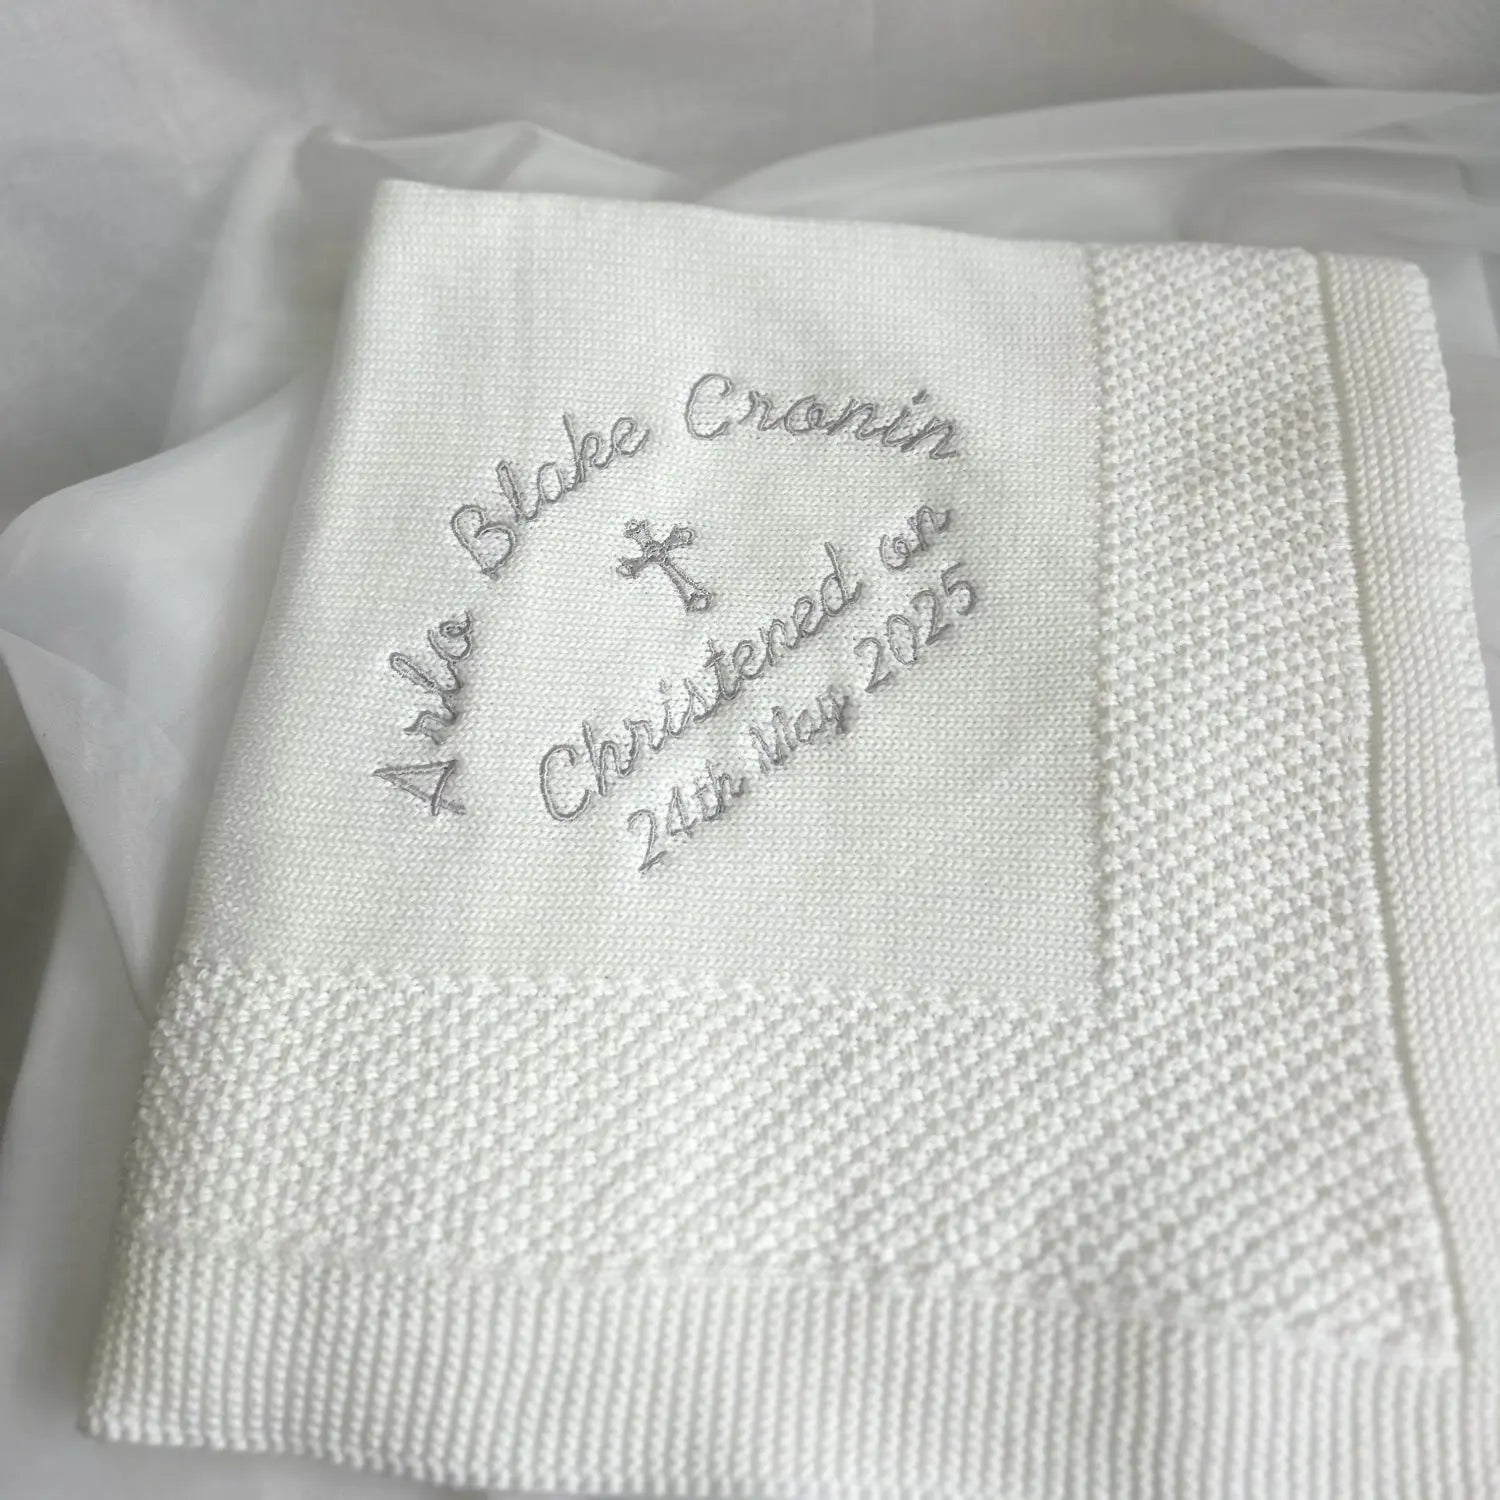 Arlo Blake Cronin
Christened on
24th May 2025